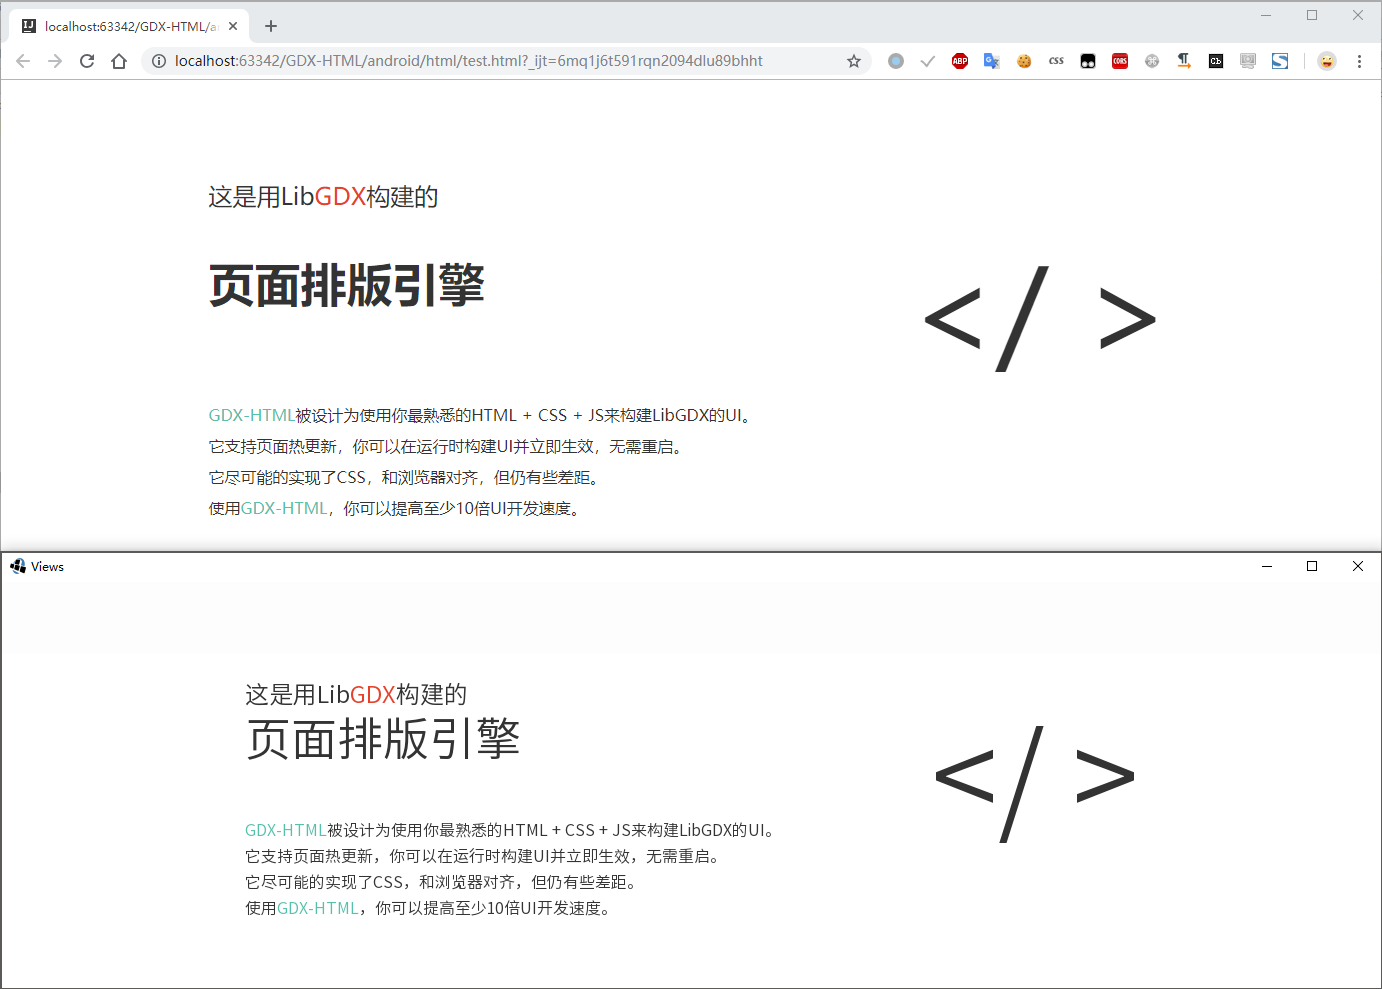 localhost:63342/GDX-HTML/a
localhost:63342/GDX-HTML/android/html/test.html?_ijt=6mq1j6t591rqn2094dlu89bhht
ABP
CSS
CORS
Cb
这是用LibGDX构建的
页面排版引擎
</ >
GDX-HTML被设计为使用你最熟悉的HTML + CSS + JS来构建LibGDX的UI。
它支持页面热更新，你可以在运行时构建UI并立即生效，无需重启。
它尽可能的实现了CSS，和浏览器对齐，但仍有些差距。
使用GDX-HTML，你可以提高至少10倍UI开发速度。
Views
这是用LibGDX构建的
页面排版引擎
</ >
GDX-HTML被设计为使用你最熟悉的HTML + CSS + JS来构建LibGDX的UI。
它支持页面热更新，你可以在运行时构建UI并立即生效，无需重启。
它尽可能的实现了CSS，和浏览器对齐，但仍有些差距。
使用GDX-HTML，你可以提高至少10倍UI开发速度。